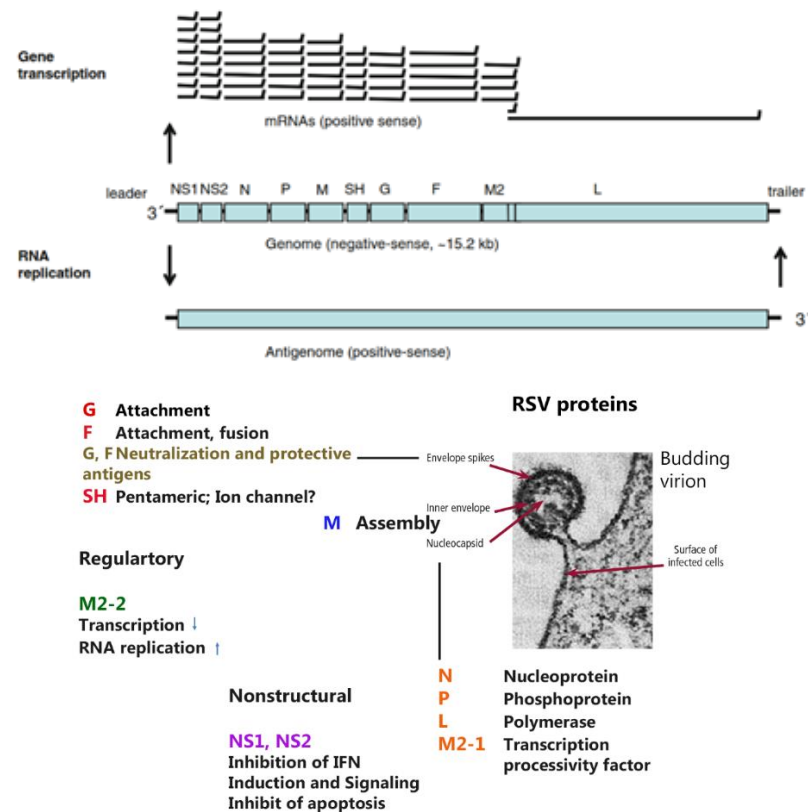 Gene
transcription
mRNAs (positive sense)
leader
NS1 NS2 N P M SH G F M2 L
trailer
3´
Genome (negative-sense, ~15.2 kb)
RNA
replication
3´
Antigenome (positive-sense)
RSV proteins
G Attachment
F Attachment, fusion
G, F Neutralization and protective
antigens
SH Pentameric; Ion channel?
M Assembly
Envelope spikes
Inner envelope
Nucleocapsid
Budding
virion
Surface of
infected cells
Regulartory
M2-2
Transcription ↓
RNA replication ↑
Nonstructural
NS1, NS2
Inhibition of IFN
Induction and Signaling
Inhibit of apoptosis
N Nucleoprotein
P Phosphoprotein
L Polymerase
M2-1 Transcription
processivity factor